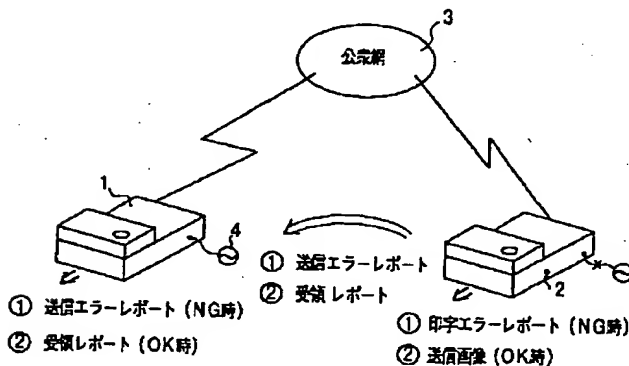 3
公衆網
1
4
① 送信エラーレポート
② 受領レポート
2
① 送信エラーレポート (NG時)
② 受領レポート (OK時)
① 印字エラーレポート (NG時)
② 送信画像 (OK時)